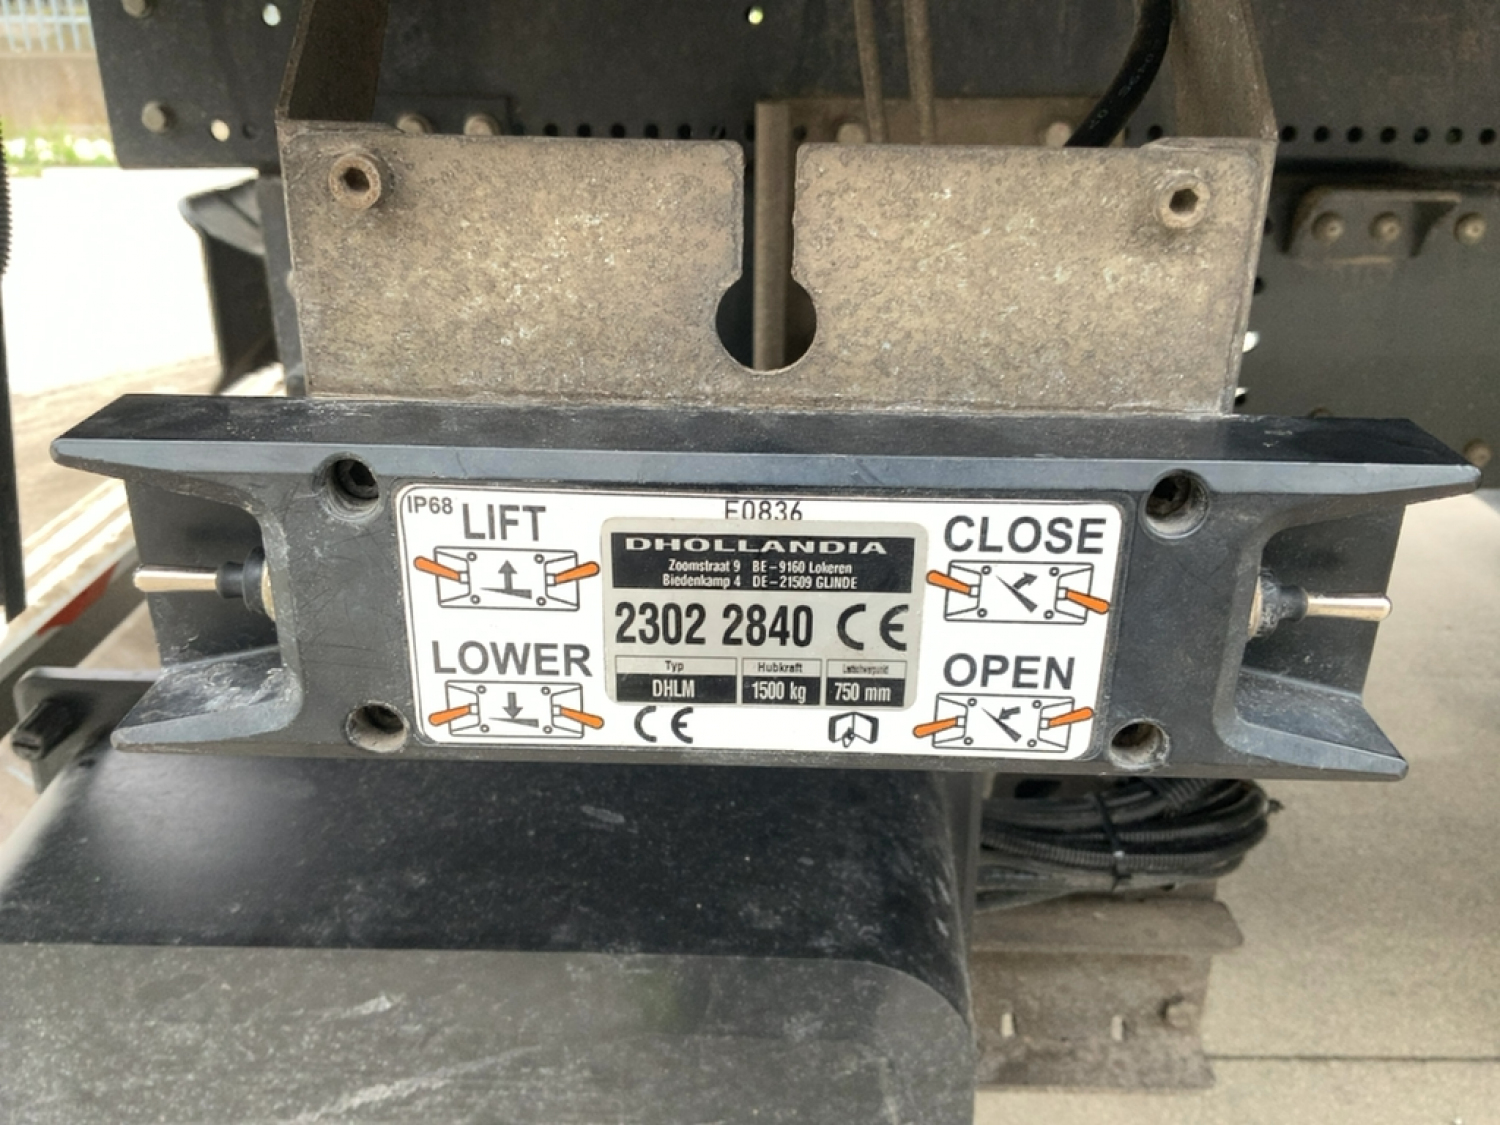 IP68
LIFT
E0836
CLOSE
DHOLLANDIA
Zoomstraat 9 BE-9160 Lokeren
Biedenkamp 4 DE-21509 GLINDE
2302 2840 CE
LOWER
OPEN
Typ Hubkraft
DHLM 1500 kg 750 mm
CE